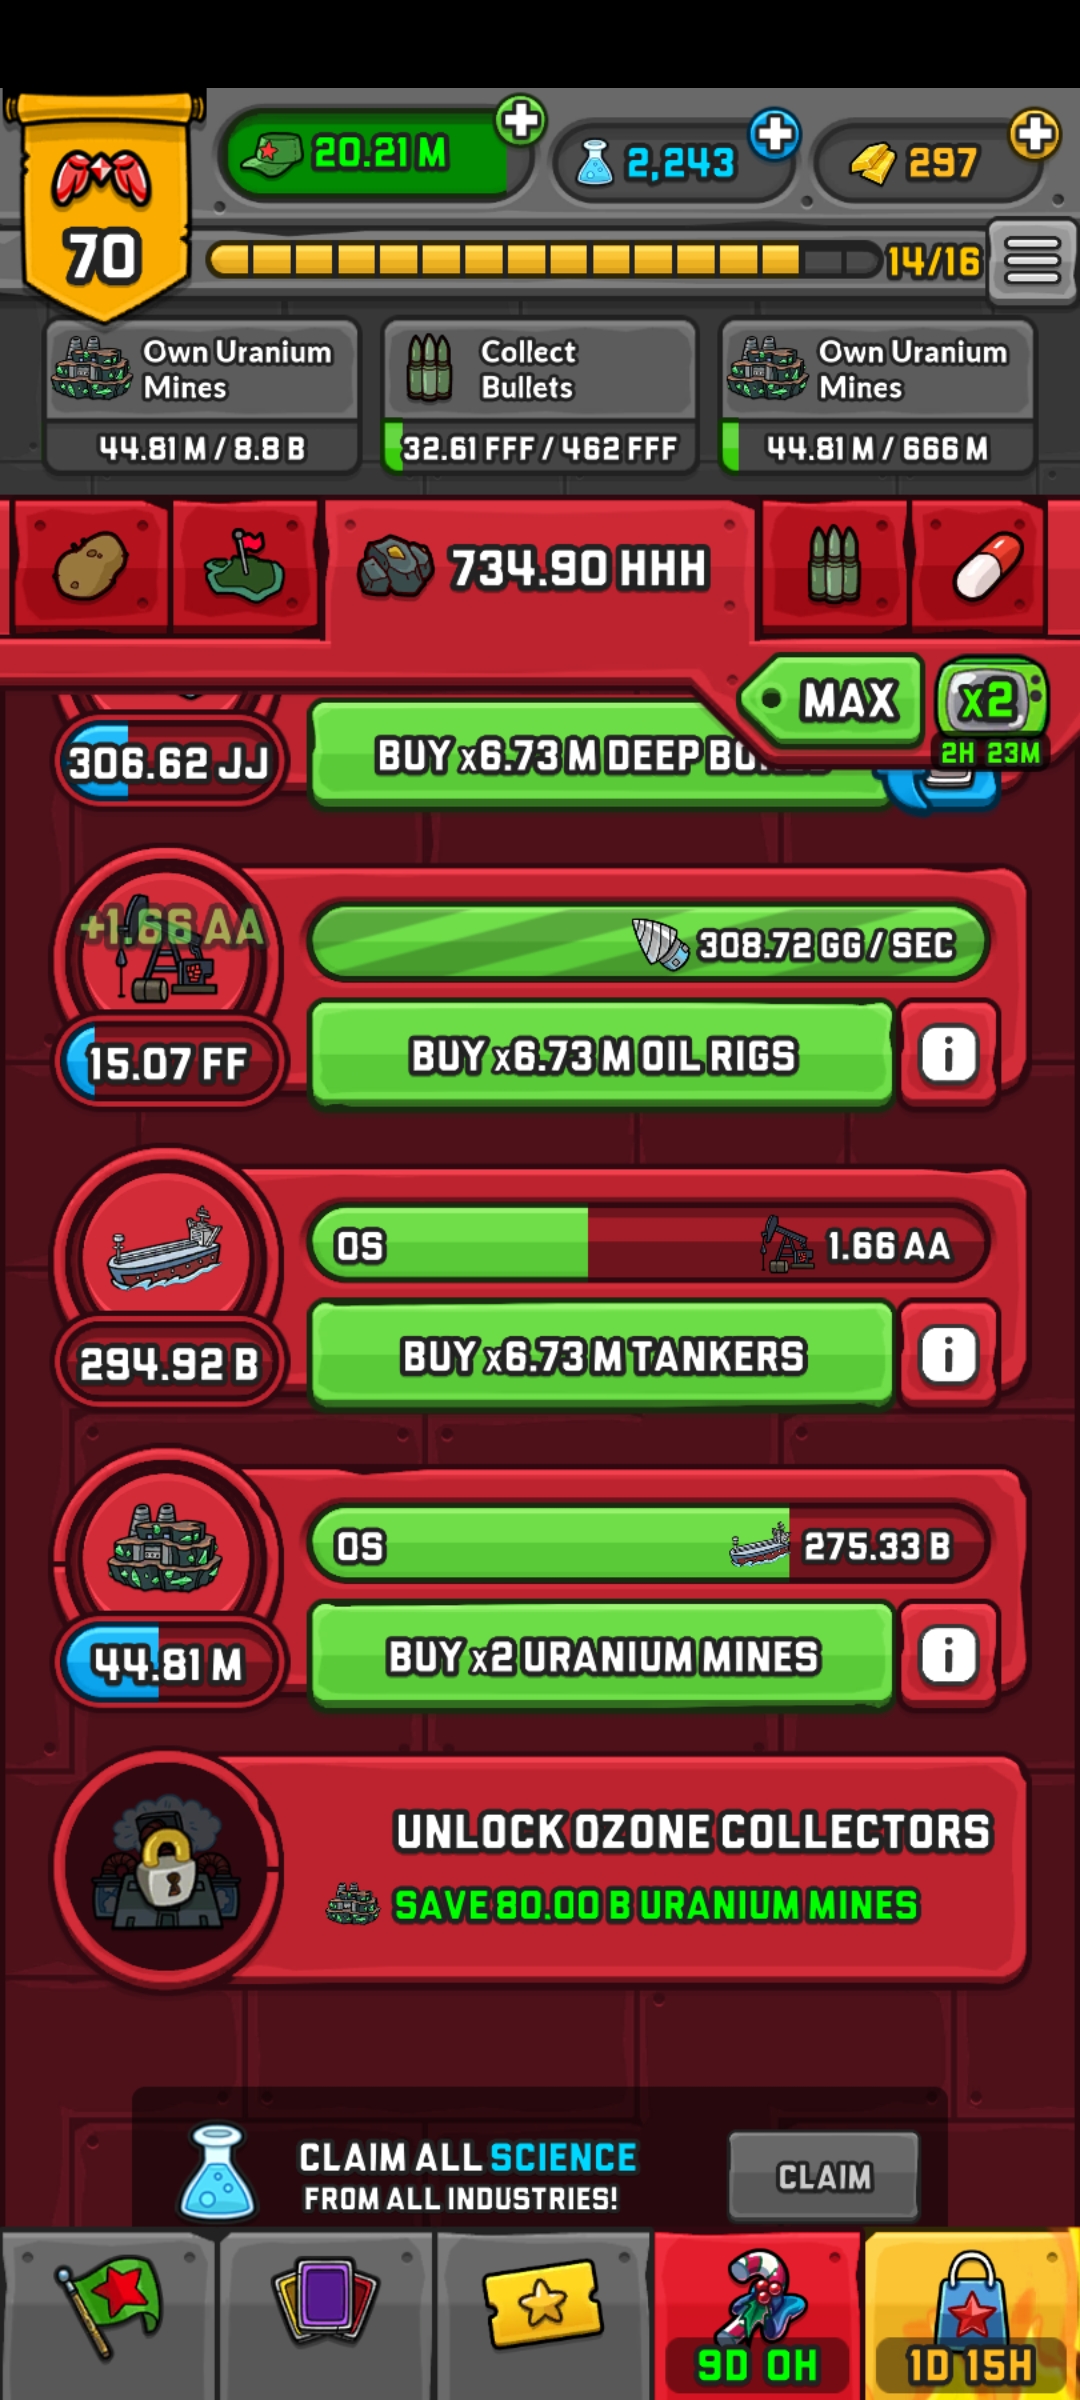 70
20.21 M
2,243
297
14/16
Own Uranium
Mines
44.81 M / 8.8 B
Collect
Bullets
32.61 FFF / 462 FFF
Own Uranium
Mines
44.81 M / 666 M
734.90 HHH
MAX
x2
2H 23M
306.62 JJ
BUY x6.73 M DEEP
+1.66 AA
308.72 GG / SEC
15.07 FF
BUY x6.73 M OIL RIGS
0S
1.66 AA
294.92 B
BUY x6.73 M TANKERS
0S
275.33 B
44.81 M
BUY x2 URANIUM MINES
UNLOCK OZONE COLLECTORS
SAVE 80.00 B URANIUM MINES
CLAIM ALL SCIENCE
FROM ALL INDUSTRIES!
CLAIM
9D 0H
1D 15H